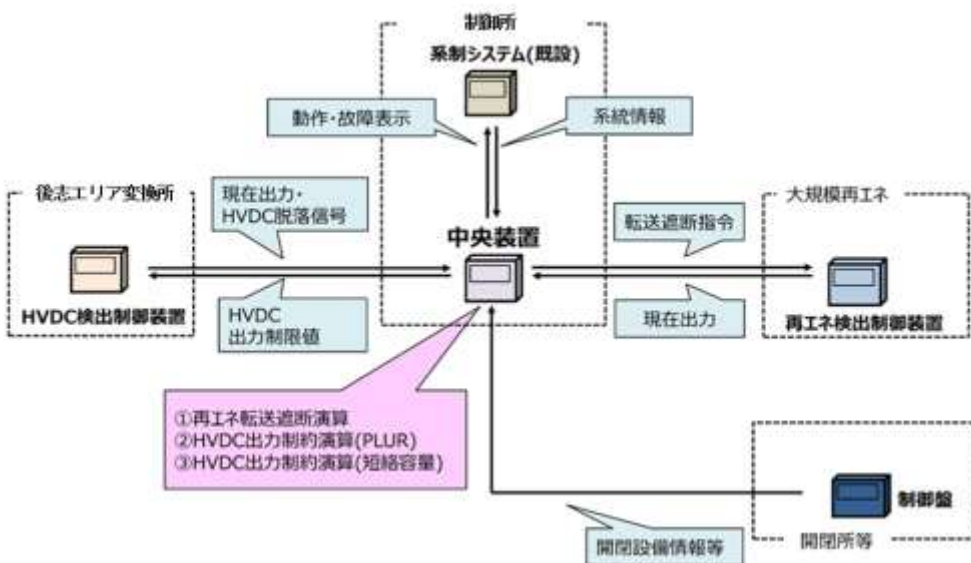 制御所
系制システム(既設)
動作・故障表示
系統情報
後志エリア変換所
現在出力・
HVDC脱落信号
大規模再エネ
転送遮断指令
中央装置
HVDC検出制御装置
HVDC
出力制限値
現在出力
再エネ検出制御装置
①再エネ転送遮断演算
②HVDC出力制約演算(PLUR)
③HVDC出力制約演算(短絡容量)
制御盤
開閉設備情報等
開閉所等